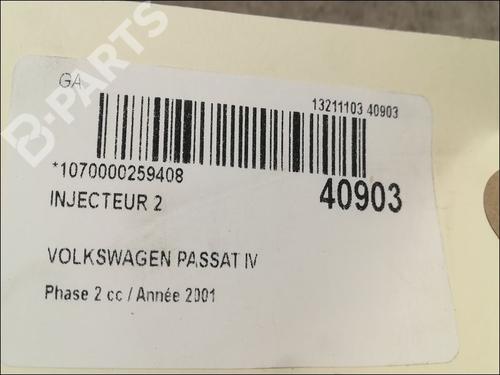 GA
13211103 40903
*1070000259408
40903
INJECTEUR 2
VOLKSWAGEN PASSAT IV
Phase 2 cc / Année 2001
B-PARTS